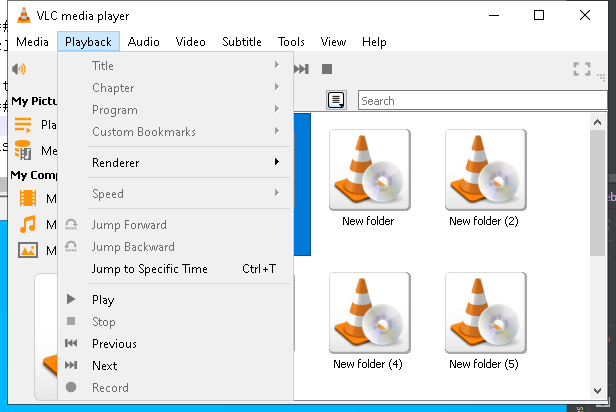 VLC media player
Media Playback Audio Video Subtitle Tools View Help
Title
Chapter
Search
My Pictu
Program
Custom Bookmarks
Renderer
My Comp
Speed
New folder
New folder (2)
Jump Forward
Jump Backward
Jump to Specific Time Ctrl+T
Play
Stop
Previous
Next
Record
New folder (4)
New folder (5)